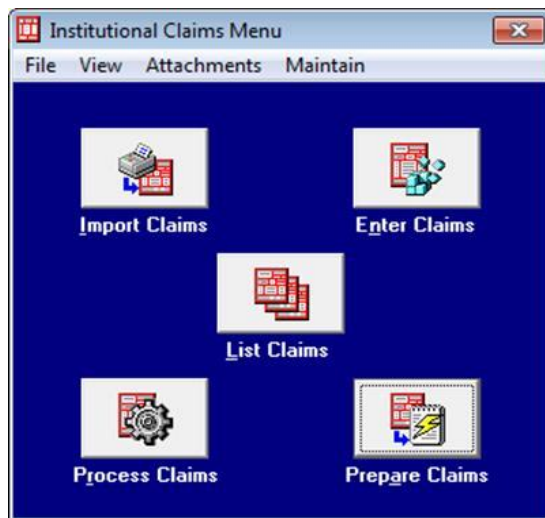 Institutional Claims Menu
File View Attachments Maintain
Import Claims Enter Claims
List Claims
Process Claims Prepare Claims